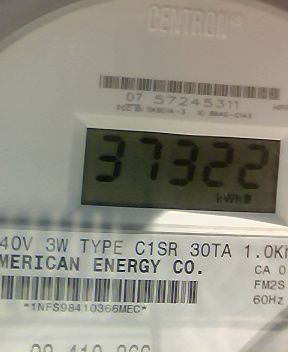 CENTRON®
07 57245311
37322
kWh
40V 3W TYPE C1SR 30TA 1.0K
MERICAN ENERGY CO.
CA 0
FM2S
60Hz
*1NFS98410366MEC*